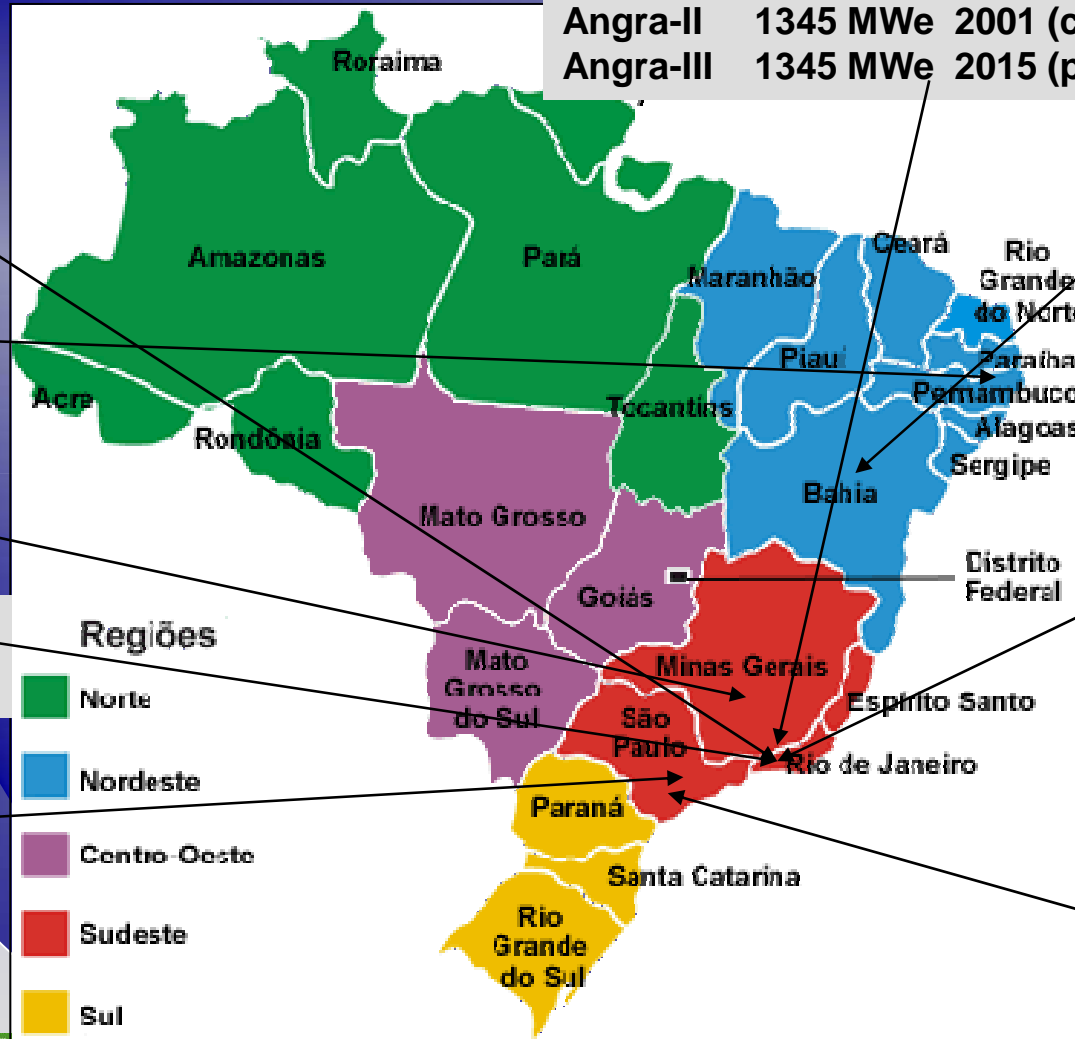 Angra-II 1345 MWe 2001 (c
Angra-III 1345 MWe 2015 (p
Roraima
Amazonas
Pará
Maranhão
Ceará
Rio
Grande
do Norte
Piauí
Paraíba
Pernambuco
Acre
Tocantins
Alagoas
Rondônia
Sergipe
Bahia
Mato Grosso
Distrito
Federal
Goiás
Regiões
Mato
Grosso
do Sul
Minas Gerais
Norte
Espírito Santo
São
Paulo
Rio de Janeiro
Nordeste
Paraná
Centro-Oeste
Santa Catarina
Sudeste
Rio
Grande
do Sul
Sul